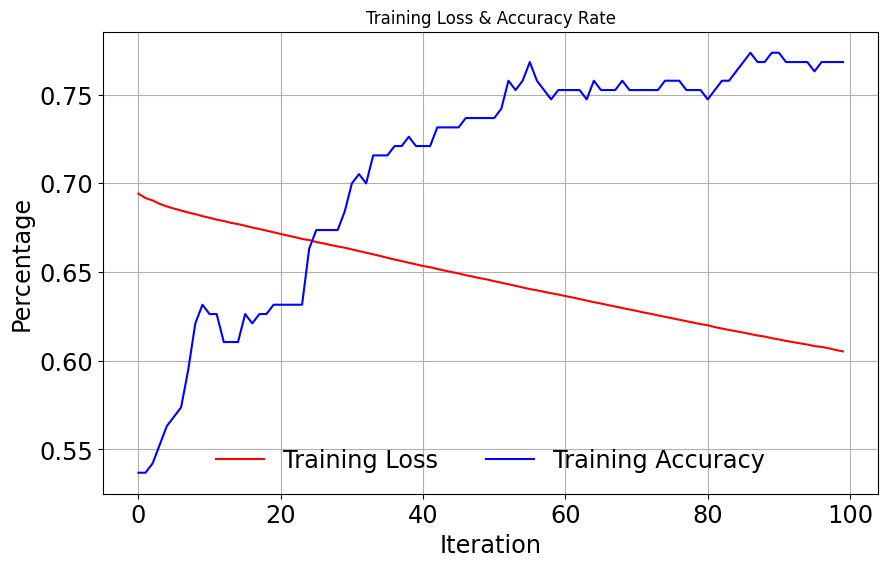 Training Loss & Accuracy Rate
Percentage
0.75
0.70
0.65
0.60
0.55
Training Loss
Training Accuracy
0 20 40 60 80 100
Iteration